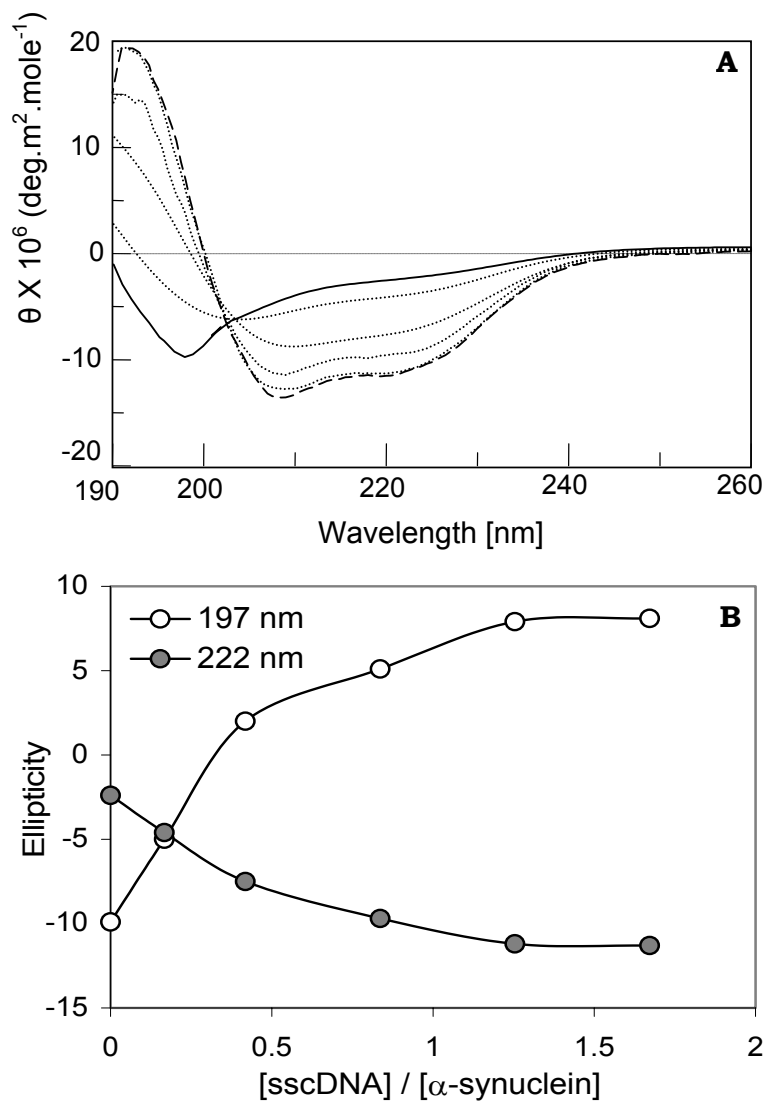 A
20
10
0
-10
-20
θ X 10⁶ (deg.m².mole⁻¹)
190
200
220
240
260
Wavelength [nm]
B
197 nm
222 nm
10
5
0
-5
-10
-15
Ellipticity
0
0.5
1
1.5
2
[sscDNA] / [α-synuclein]